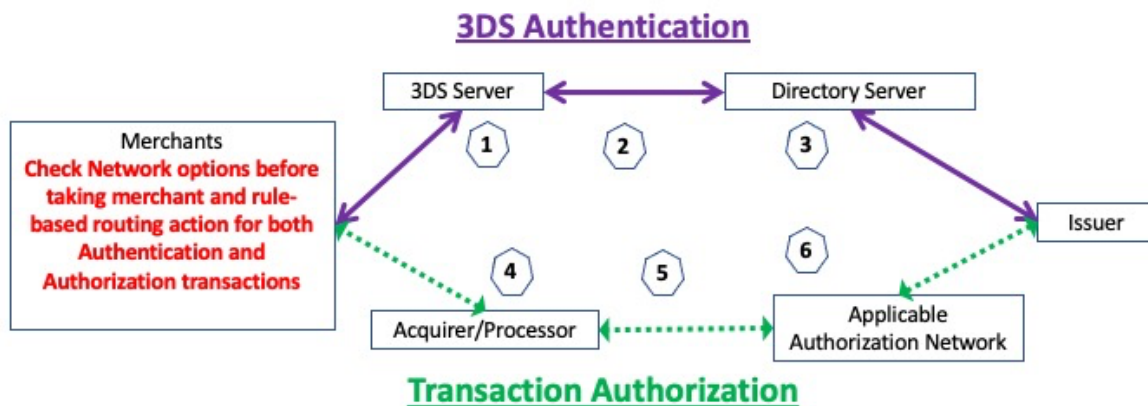 3DS Authentication
3DS Server
Directory Server
Merchants
Check Network options before
taking merchant and rule-
based routing action for both
Authentication and
Authorization transactions
1
2
3
Issuer
4
5
6
Acquirer/Processor
Applicable
Authorization Network
Transaction Authorization